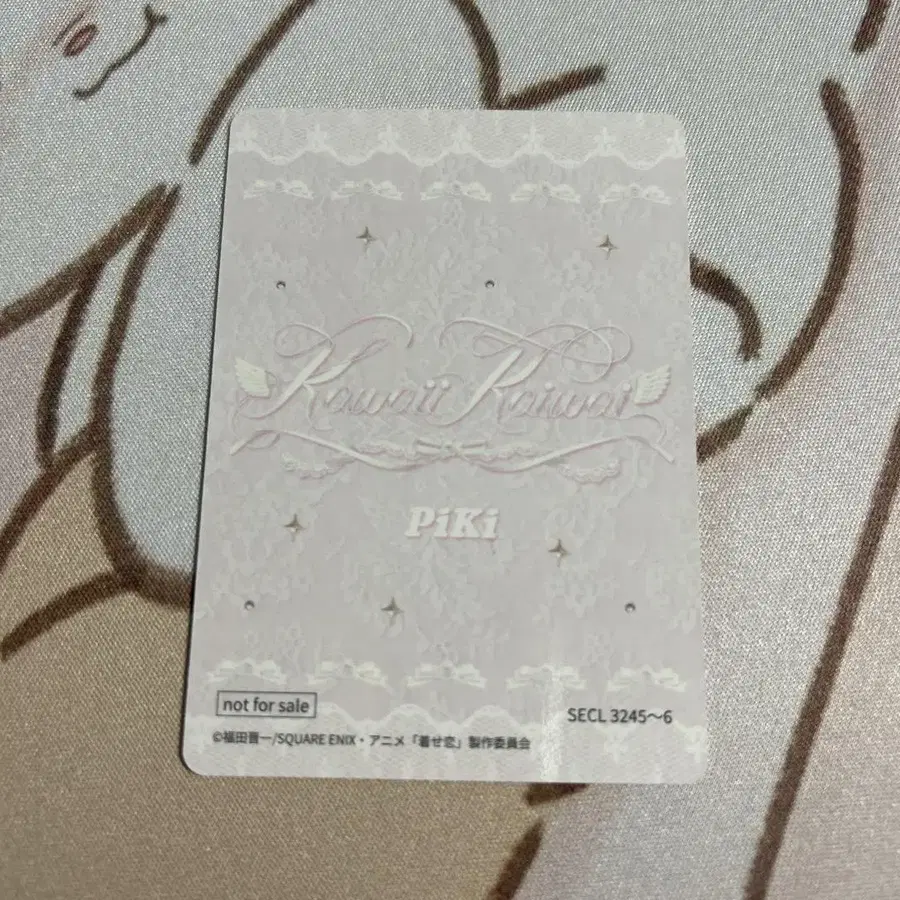 Kawaii Kaiwai
PiKi
not for sale
SECL 3245〜6
©福田晋一/SQUARE ENIX・アニメ「着せ恋」製作委員会